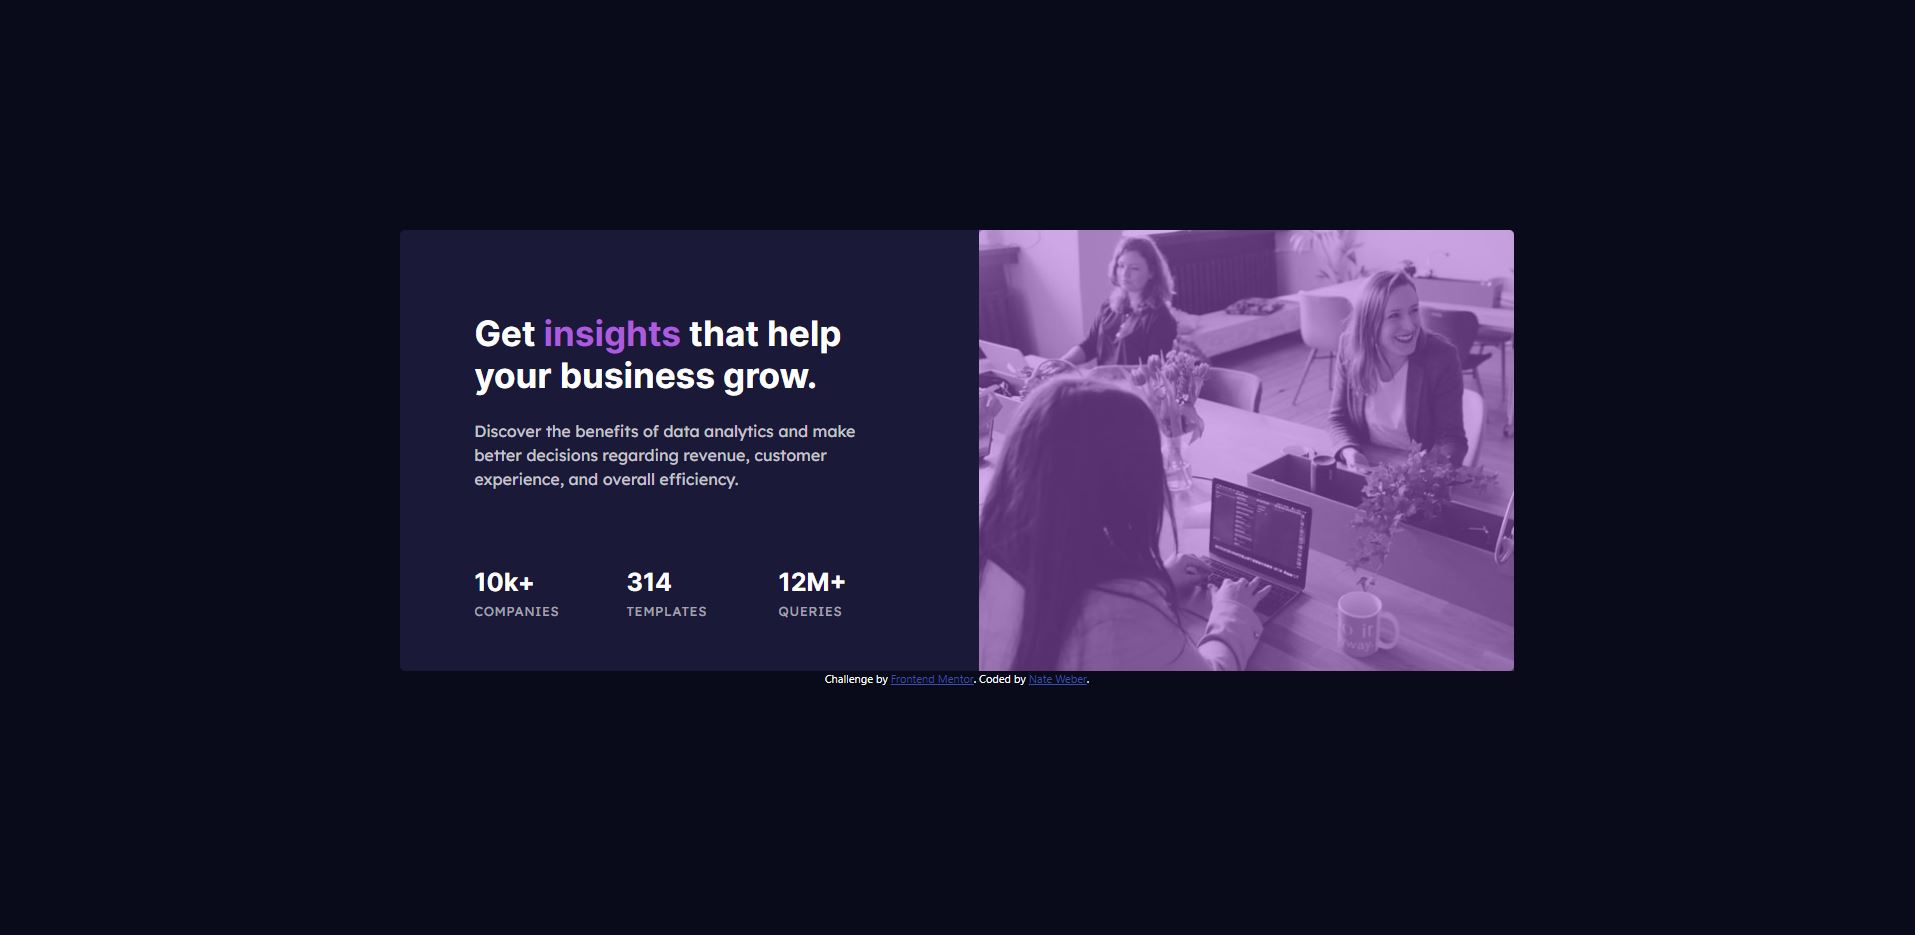 Get insights that help
your business grow.
Discover the benefits of data analytics and make
better decisions regarding revenue, customer
experience, and overall efficiency.
10k+ 314 12M+
COMPANIES TEMPLATES QUERIES
Challenge by Frontend Mentor. Coded by Nate Weber.